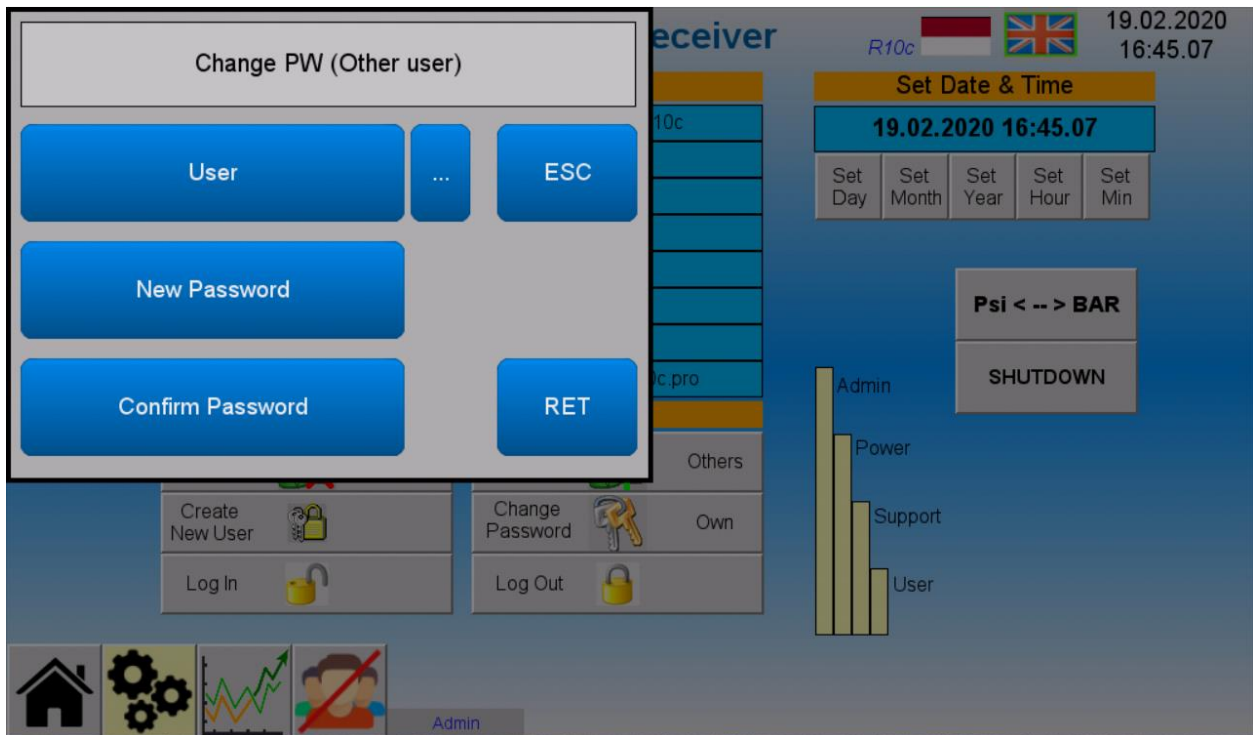 Change PW (Other user)
User
...
ESC
New Password
Confirm Password
RET
eceiver
R10c
19.02.2020
16:45.07
10c
0c.pro
Set Date & Time
19.02.2020 16:45.07
Set Day
Set Month
Set Year
Set Hour
Set Min
Psi < -- > BAR
SHUTDOWN
Admin
Power
Support
User
Others
Create
New User
Change
Password
Own
Log In
Log Out
Admin